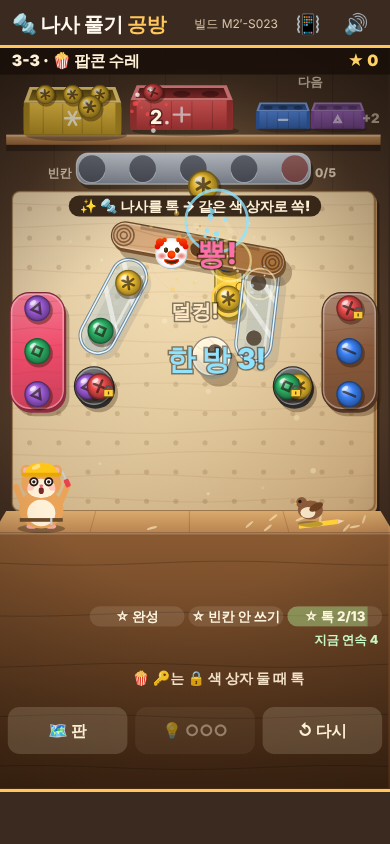 🔩 나사 풀기 공방 빌드 M2′-S023 📳 🔊
3-3 · 🍿 팝콘 수레 ★ 0
다음
2. +2
빈칸 0/5
✨ 🔩 나사를 톡 → 같은 색 상자로 쏙!
🤡 뿅!
덜컹!
한 방 3!
☆ 완성 ☆ 빈칸 안 쓰기 ☆ 톡 2/13
지금 연속 4
🍿 🔑는 🔒 색 상자 둘 때 톡
🗺️ 판 💡 ○○○ ↺ 다시